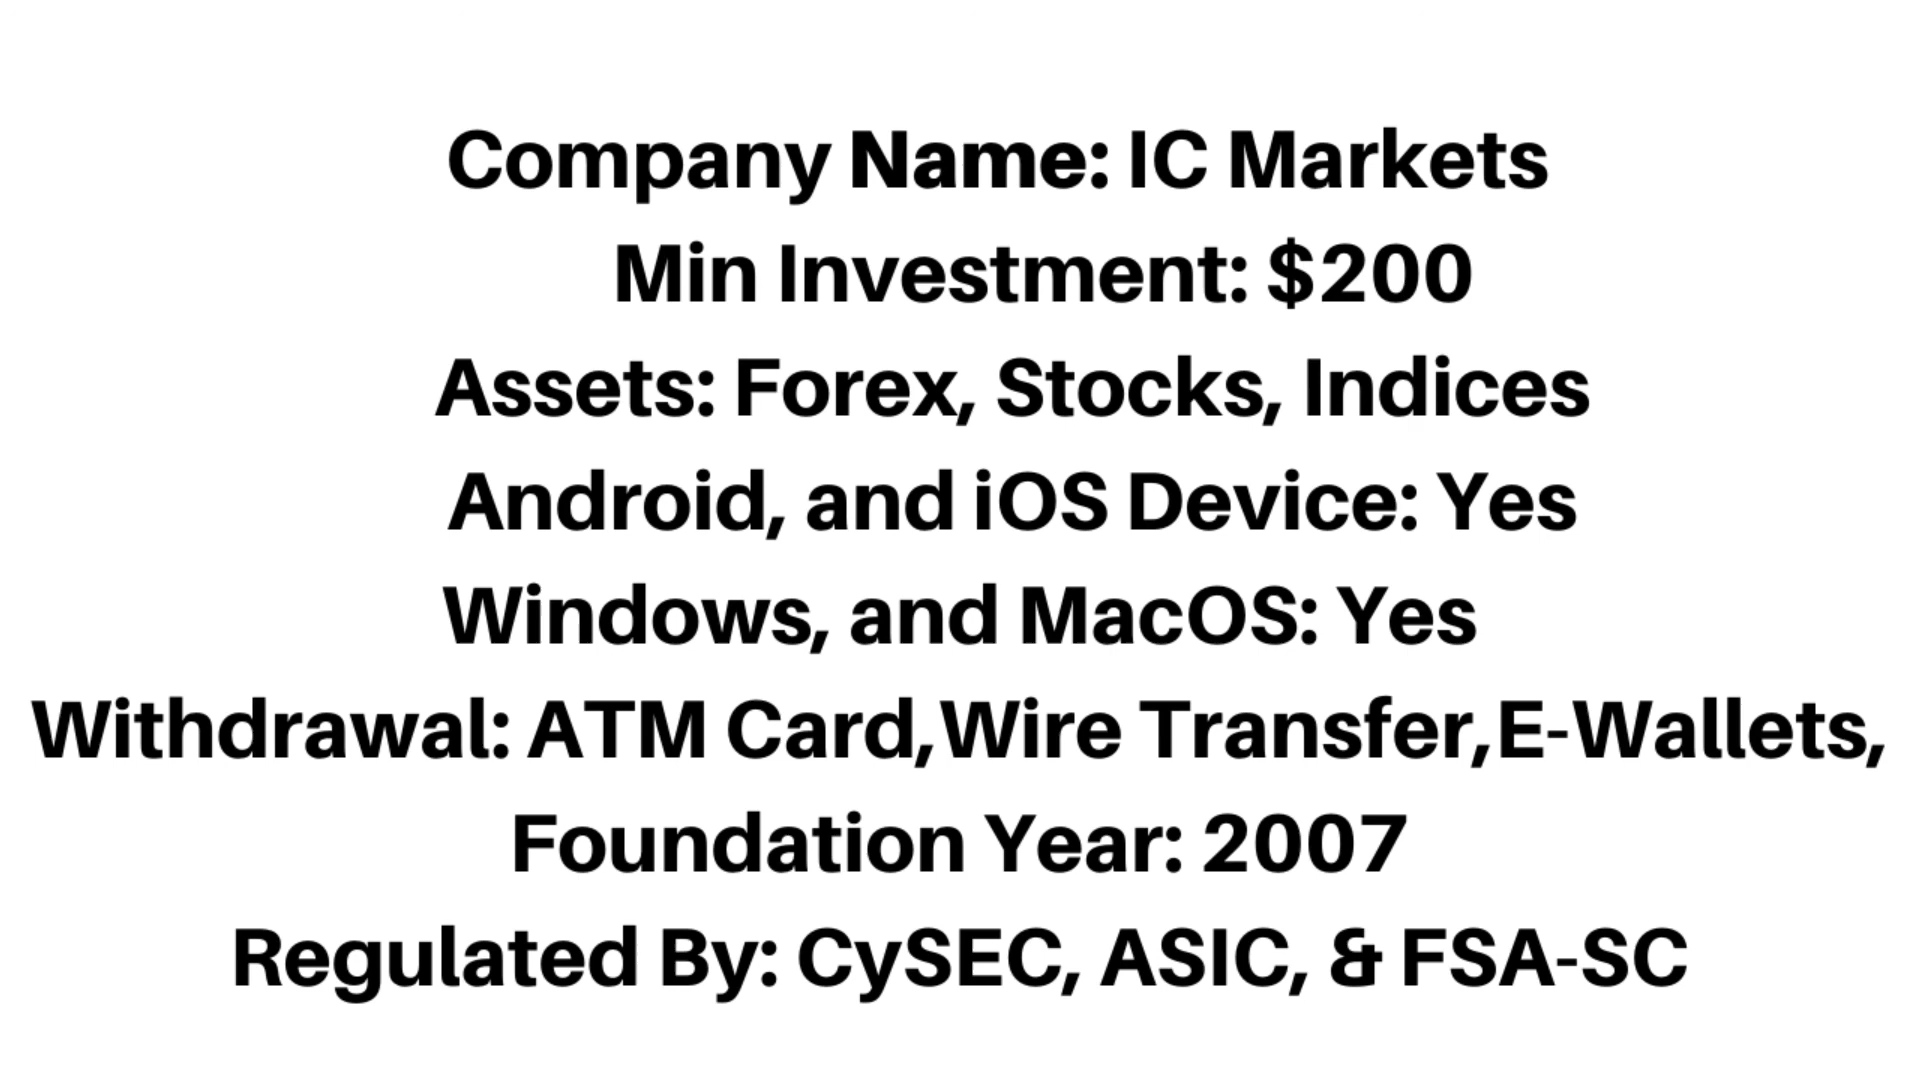 Company Name: IC Markets
Min Investment: $200
Assets: Forex, Stocks, Indices
Android, and iOS Device: Yes
Windows, and MacOS: Yes
Withdrawal: ATM Card,Wire Transfer,E-Wallets,
Foundation Year: 2007
Regulated By: CySEC, ASIC, & FSA-SC